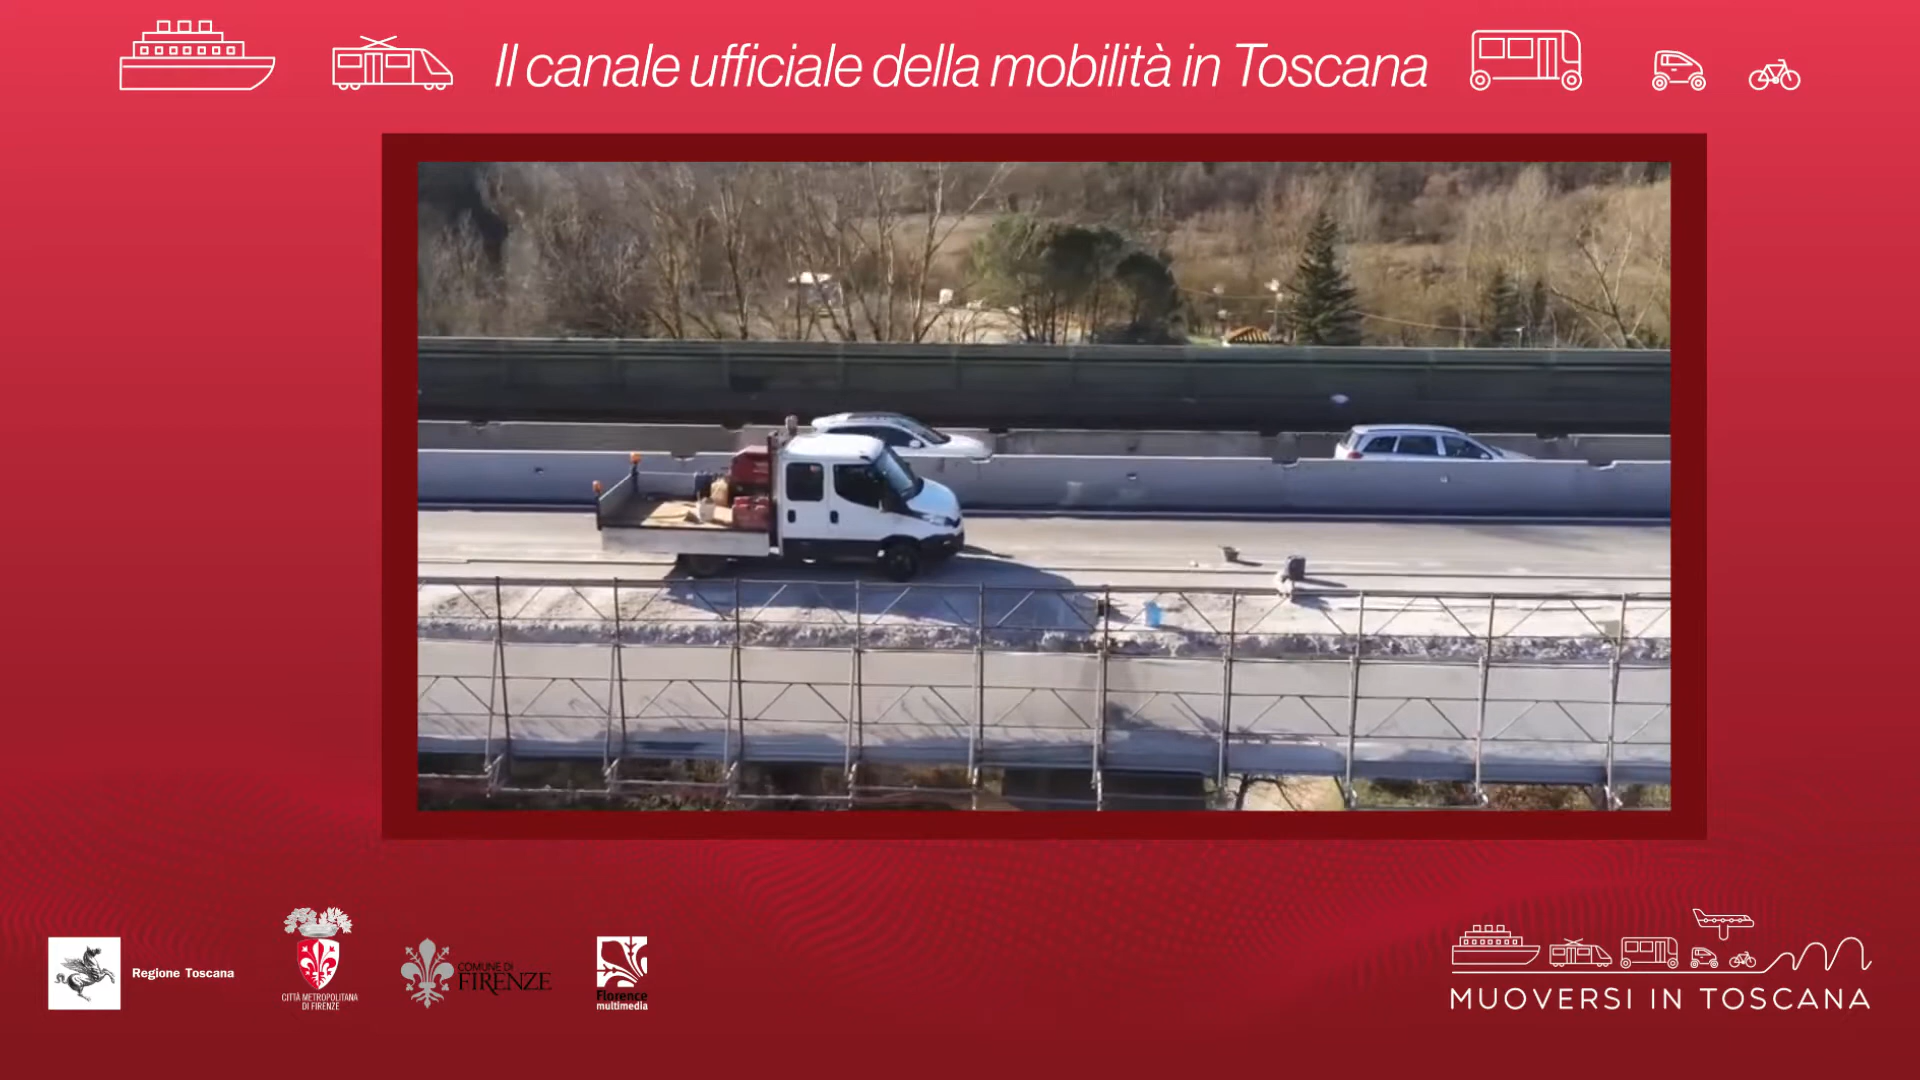 Il canale ufficiale della mobilità in Toscana
Regione Toscana
CITTÀ METROPOLITANA
DI FIRENZE
COMUNE DI
FIRENZE
Florence
multimedia
MUOVERSI IN TOSCANA